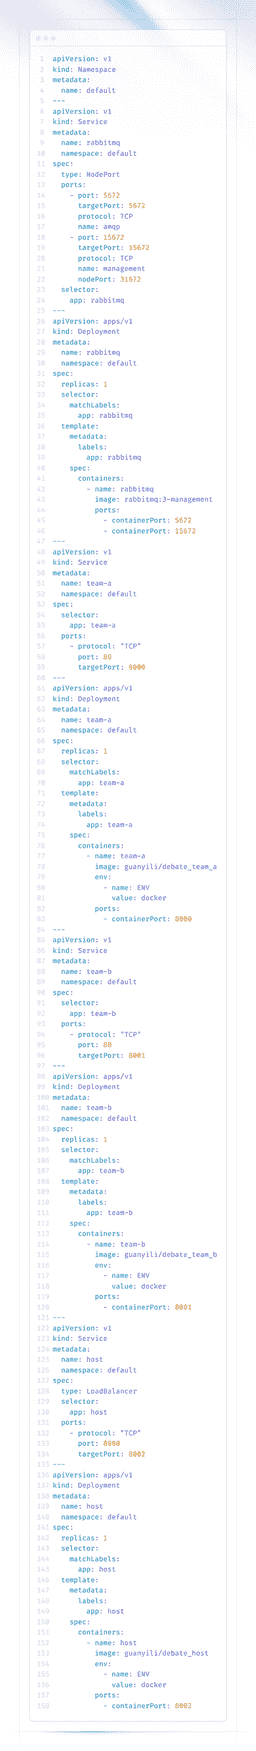 1 apiVersion: v1
2 kind: Namespace
3 metadata:
4   name: default
5 ---
6 apiVersion: v1
7 kind: Service
8 metadata:
9   name: rabbitmq
10   namespace: default
11 spec:
12   type: NodePort
13   ports:
14     - port: 5672
15       targetPort: 5672
16       protocol: TCP
17       name: amqp
18     - port: 15672
19       targetPort: 15672
20       protocol: TCP
21       name: management
22       nodePort: 31672
23   selector:
24     app: rabbitmq
25 ---
26 apiVersion: apps/v1
27 kind: Deployment
28 metadata:
29   name: rabbitmq
30   namespace: default
31 spec:
32   replicas: 1
33   selector:
34     matchLabels:
35       app: rabbitmq
36   template:
37     metadata:
38       labels:
39         app: rabbitmq
40     spec:
41       containers:
42         - name: rabbitmq
43           image: rabbitmq:3-management
44           ports:
45             - containerPort: 5672
46             - containerPort: 15672
47 ---
48 apiVersion: v1
49 kind: Service
50 metadata:
51   name: team-a
52   namespace: default
53 spec:
54   selector:
55     app: team-a
56   ports:
57     - protocol: "TCP"
58       port: 80
59       targetPort: 8000
60 ---
61 apiVersion: apps/v1
62 kind: Deployment
63 metadata:
64   name: team-a
65   namespace: default
66 spec:
67   replicas: 1
68   selector:
69     matchLabels:
70       app: team-a
71   template:
72     metadata:
73       labels:
74         app: team-a
75     spec:
76       containers:
77         - name: team-a
78           image: guanyili/debate_team_a
79           env:
80             - name: ENV
81               value: docker
82           ports:
83             - containerPort: 8000
84 ---
85 apiVersion: v1
86 kind: Service
87 metadata:
88   name: team-b
89   namespace: default
90 spec:
91   selector:
92     app: team-b
93   ports:
94     - protocol: "TCP"
95       port: 80
96       targetPort: 8001
97 ---
98 apiVersion: apps/v1
99 kind: Deployment
100 metadata:
101   name: team-b
102   namespace: default
103 spec:
104   replicas: 1
105   selector:
106     matchLabels:
107       app: team-b
108   template:
109     metadata:
110       labels:
111         app: team-b
112     spec:
113       containers:
114         - name: team-b
115           image: guanyili/debate_team_b
116           env:
117             - name: ENV
118               value: docker
119           ports:
120             - containerPort: 8001
121 ---
122 apiVersion: v1
123 kind: Service
124 metadata:
125   name: host
126   namespace: default
127 spec:
128   type: LoadBalancer
129   selector:
130     app: host
131   ports:
132     - protocol: "TCP"
133       port: 8080
134       targetPort: 8002
135 ---
136 apiVersion: apps/v1
137 kind: Deployment
138 metadata:
139   name: host
140   namespace: default
141 spec:
142   replicas: 1
143   selector:
144     matchLabels:
145       app: host
146   template:
147     metadata:
148       labels:
149         app: host
150     spec:
151       containers:
152         - name: host
153           image: guanyili/debate_host
154           env:
155             - name: ENV
156               value: docker
157           ports:
158             - containerPort: 8002